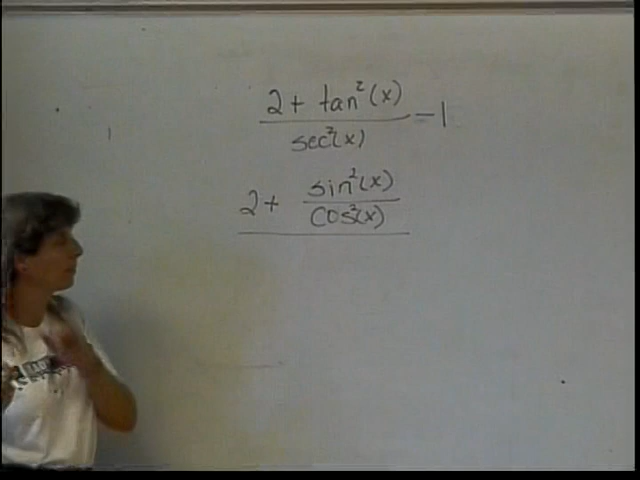 2 + tan²(x)
sec²(x)
- 1
2 + sin²(x)
cos²(x)